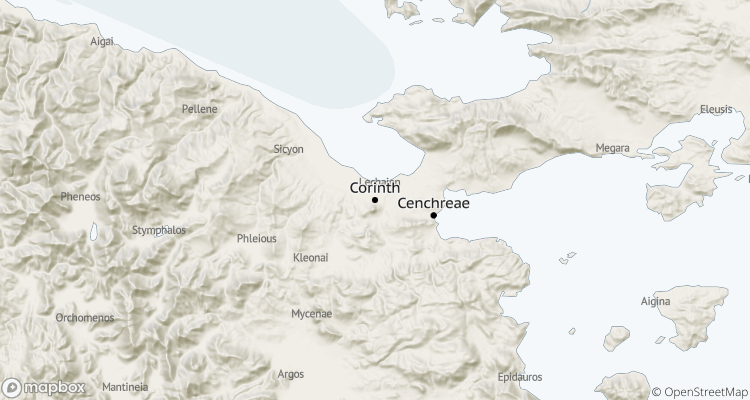 Aigai
Pellene
Eleusis
Sicyon
Megara
Lechaion
Corinth
Cenchreae
Pheneos
Stymphalos
Phleious
Kleonai
Aigina
Orchomenos
Mycenae
Argos
Epidauros
Mantineia
mapbox
© OpenStreetMap